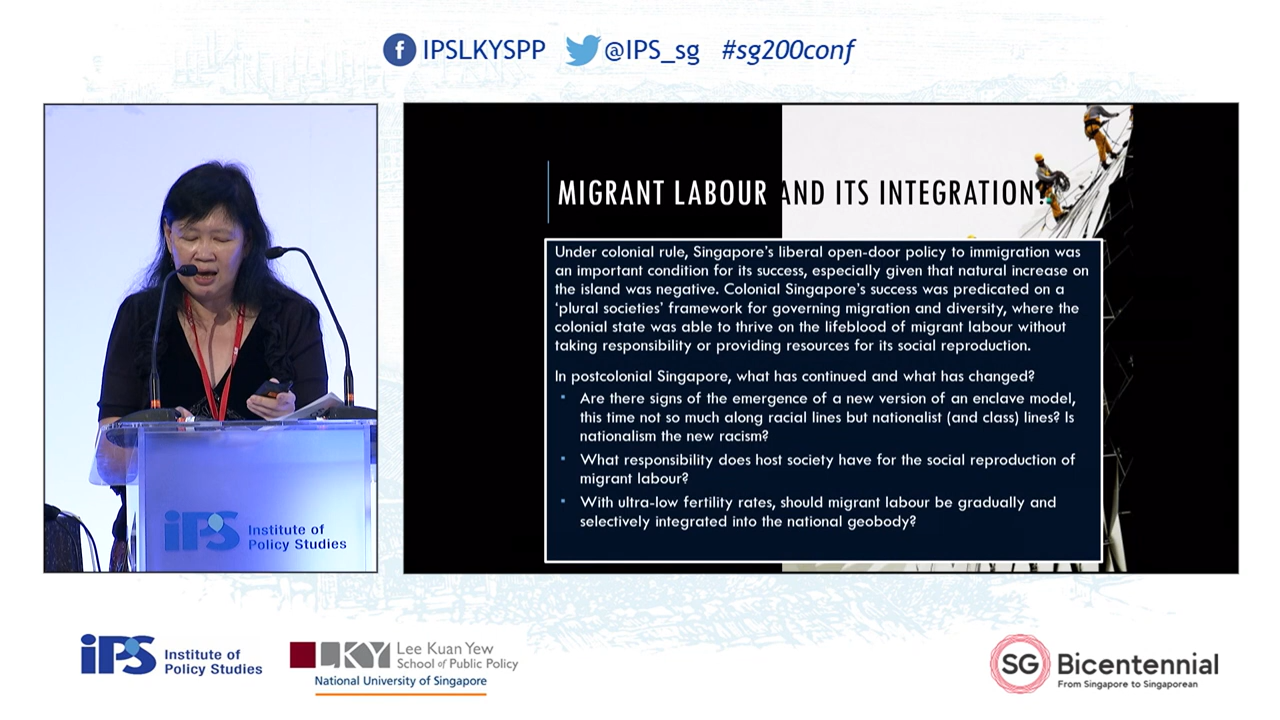 IPSLKYSPP @IPS_sg #sg200conf
MIGRANT LABOUR AND ITS INTEGRATION?
Under colonial rule, Singapore's liberal open-door policy to immigration was
an important condition for its success, especially given that natural increase on
the island was negative. Colonial Singapore's success was predicated on a
‘plural societies’ framework for governing migration and diversity, where the
colonial state was able to thrive on the lifeblood of migrant labour without
taking responsibility or providing resources for its social reproduction.
In postcolonial Singapore, what has continued and what has changed?
Are there signs of the emergence of a new version of an enclave model,
this time not so much along racial lines but nationalist (and class) lines? Is
nationalism the new racism?
What responsibility does host society have for the social reproduction of
migrant labour?
With ultra-low fertility rates, should migrant labour be gradually and
selectively integrated into the national geobody?
iPS Institute of
Policy Studies
iPS Institute of
Policy Studies
LKY Lee Kuan Yew
School of Public Policy
National University of Singapore
SG Bicentennial
From Singapore to Singaporean